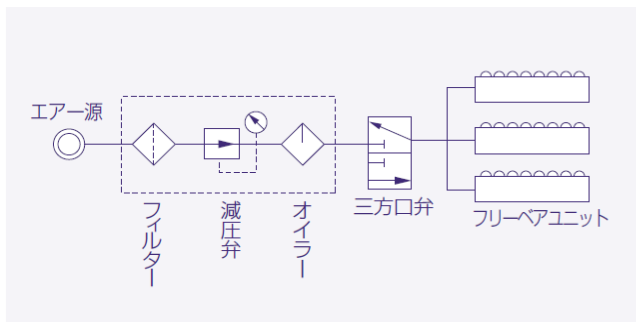 エアー源
フィルター
減圧弁
オイラー
三方口弁
フリーベアユニット